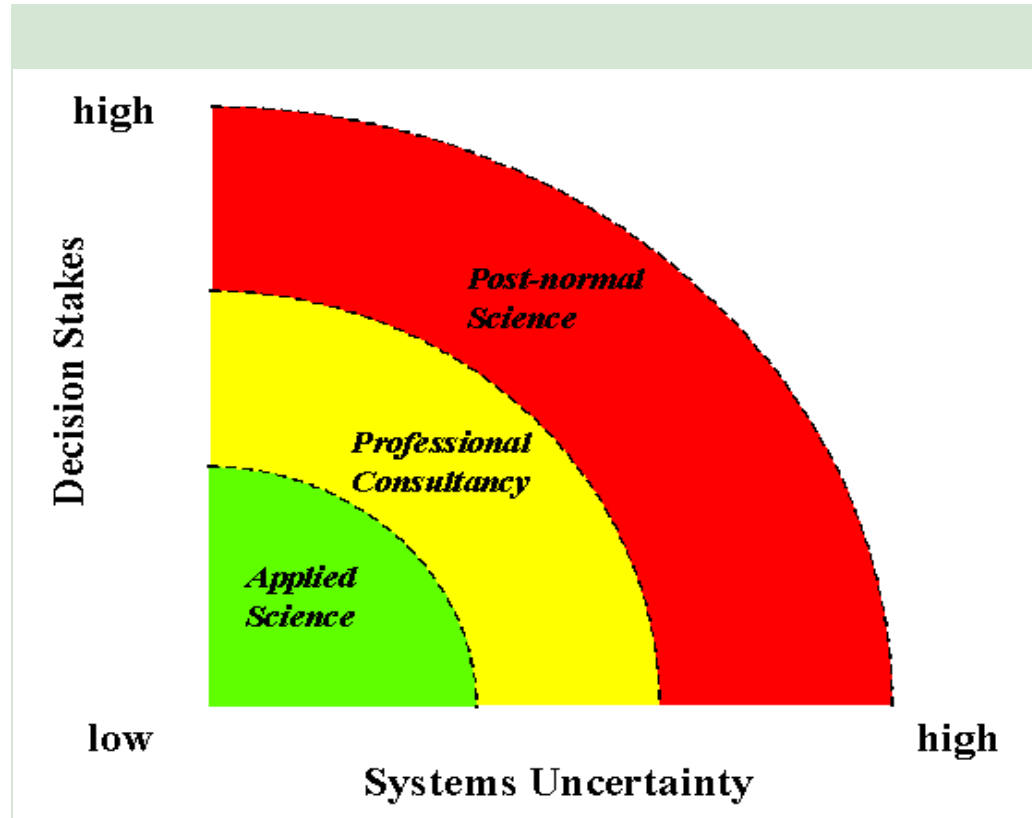 high
Decision Stakes
Post-normal
Science
Professional
Consultancy
Applied
Science
low
high
Systems Uncertainty